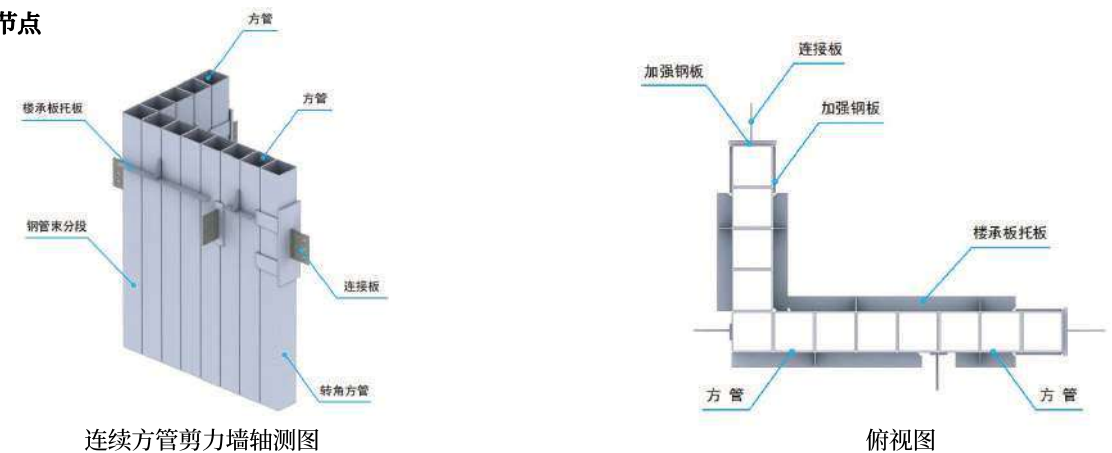 节点
方管
方管
楼承板托板
钢管束分段
连接板
转角方管
连续方管剪力墙轴测图
连接板
加强钢板
加强钢板
楼承板托板
方 管
方 管
俯视图